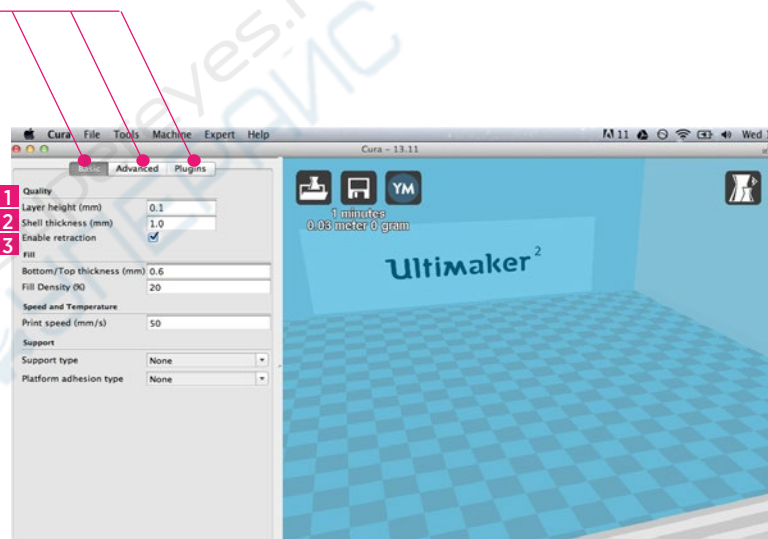 Cura File Tools Machine Expert Help
11 Wed
Cura – 13.11
Basic Advanced Plugins
Quality
1 Layer height (mm) 0.1
2 Shell thickness (mm) 1.0
3 Enable retraction
Fill
Bottom/Top thickness (mm) 0.6
Fill Density (%) 20
Speed and Temperature
Print speed (mm/s) 50
Support
Support type None
Platform adhesion type None
YM
1 minutes
0.03 meter 0 gram
Ultimaker²